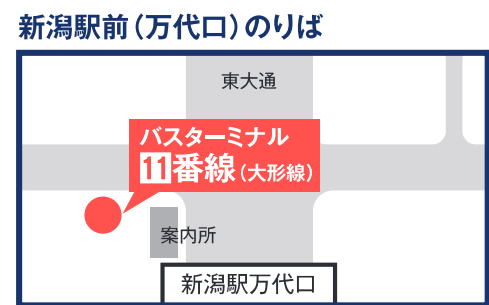 新潟駅前（万代口）のりば
東大通
バスターミナル
11番線（大形線）
案内所
新潟駅万代口